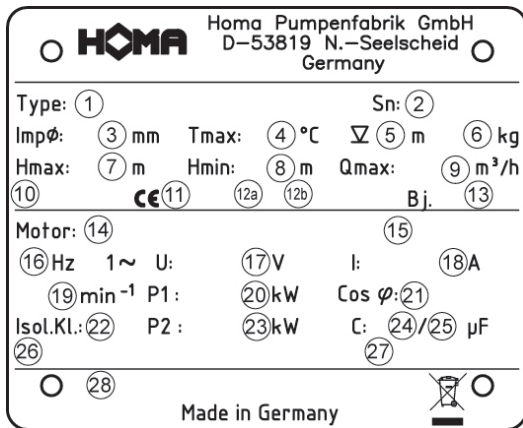 HOMA
Homa Pumpenfabrik GmbH
D-53819 N.-Seelscheid
Germany
Type: 1 Sn: 2
ImpØ: 3 mm Tmax: 4 °C ∇ 5 m 6 kg
Hmax: 7 m Hmin: 8 m Qmax: 9 m³/h
10 CE 11 12a 12b Bj. 13
Motor: 14 15
16 Hz 1~ U: 17 V I: 18 A
19 min⁻¹ P1: 20 kW Cos φ: 21
Isol.Kl.: 22 P2: 23 kW C: 24/25 µF
26 27
28
Made in Germany